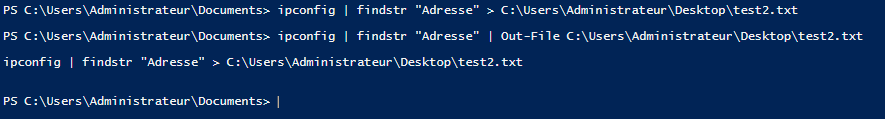 PS C:\Users\Administrateur\Documents> ipconfig | findstr "Adresse" > C:\Users\Administrateur\Desktop\test2.txt
PS C:\Users\Administrateur\Documents> ipconfig | findstr "Adresse" | Out-File C:\Users\Administrateur\Desktop\test2.txt
ipconfig | findstr "Adresse" > C:\Users\Administrateur\Desktop\test2.txt
PS C:\Users\Administrateur\Documents>